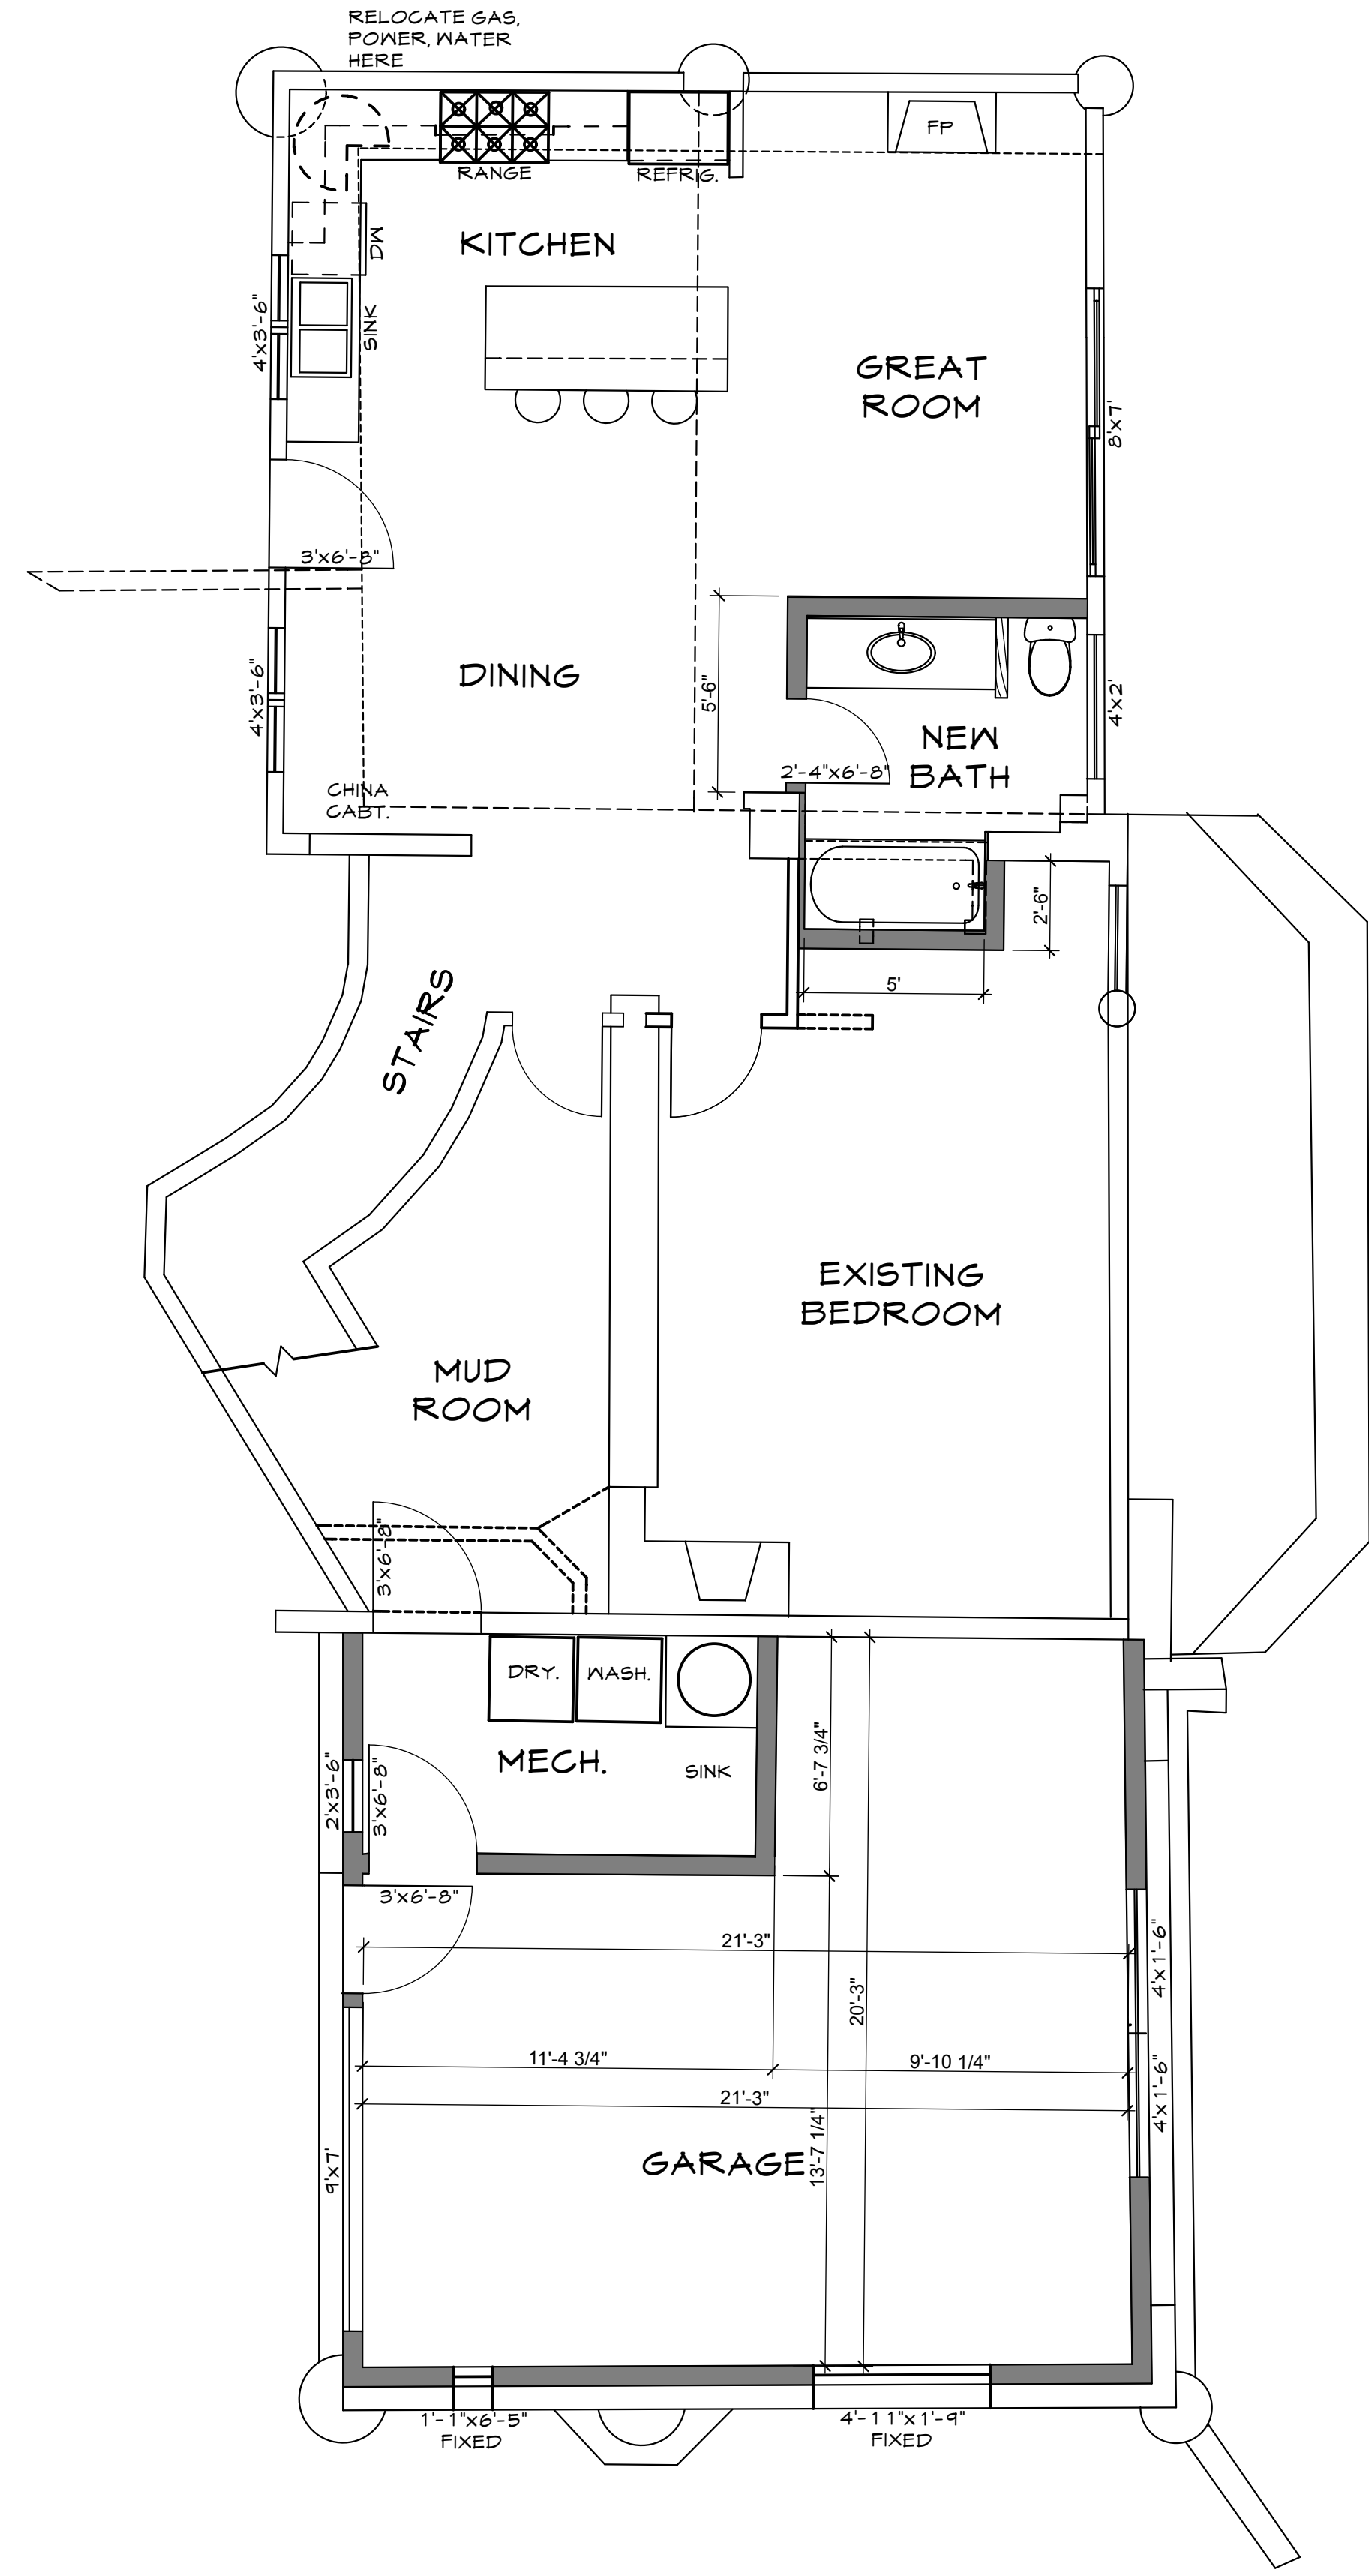 RELOCATE GAS,
POWER, WATER
HERE
FP
RANGE
REFRIG.
KITCHEN
DW
SINK
4'x3'-6"
GREAT
ROOM
8'x7'
3'x6'-8"
DINING
5'-6"
4'x3'-6"
4'x2'
NEW
BATH
2'-4"x6'-8"
CHINA
CABT.
2'-6"
5'
STAIRS
EXISTING
BEDROOM
MUD
ROOM
3'x6'-8"
DRY.
WASH.
MECH.
SINK
6'-7 3/4"
2'x3'-6"
3'x6'-8"
3'x6'-8"
21'-3"
4'x1'-6"
20'-3"
11'-4 3/4"
9'-10 1/4"
4'x1'-6"
21'-3"
13'-7 1/4"
GARAGE
9'x7'
1'-1"x6'-5"
FIXED
4'-11"x1'-9"
FIXED